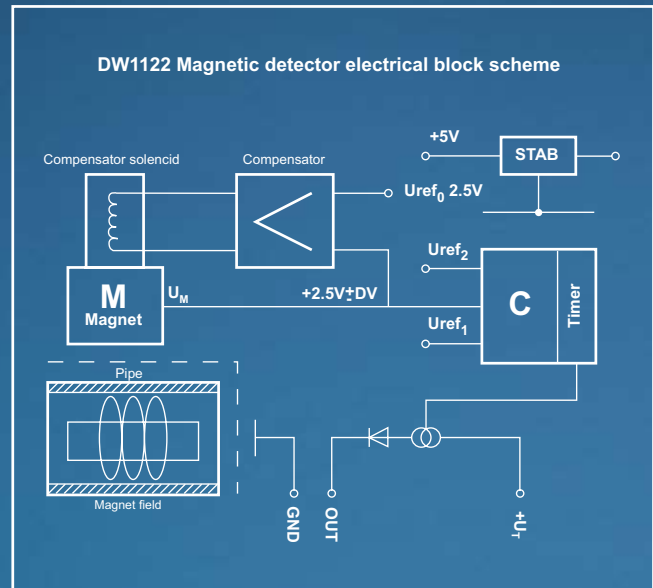 DW1122 Magnetic detector electrical block scheme
+5V
STAB
Compensator solencid
Compensator
Uref0 2.5V
Uref2
M
Magnet
UM
+2.5V±DV
C
Timer
Uref1
Pipe
Magnet field
GND
OUT
+UT